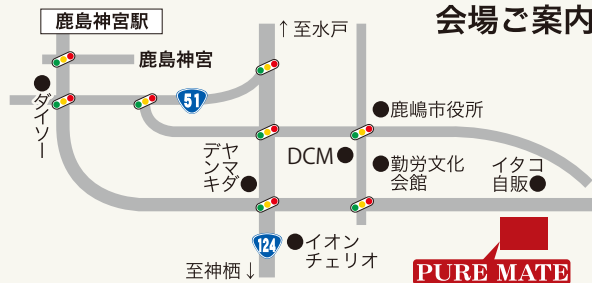 会場ご案内
鹿島神宮駅
↑至水戸
鹿島神宮
51
ダイソー
鹿嶋市役所
ヤマダ
デンキ
DCM
勤労文化
会館
イタコ
自販
124
イオン
チェリオ
至神栖↓
PURE MATE